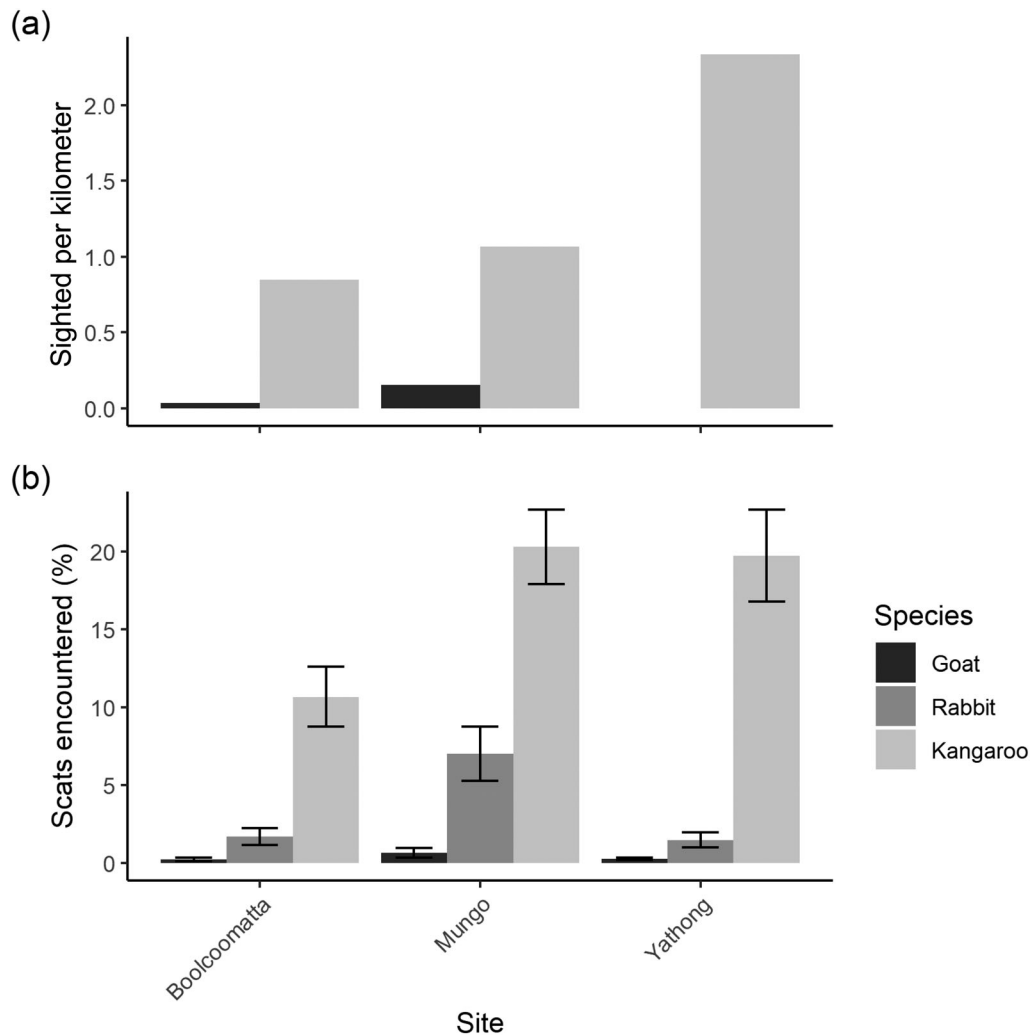 (a)
Sighted per kilometer
2.0
1.5
1.0
0.5
0.0
(b)
Scats encountered (%)
20
15
10
5
0
Boolcoomatta
Mungo
Yathong
Site
Species
Goat
Rabbit
Kangaroo